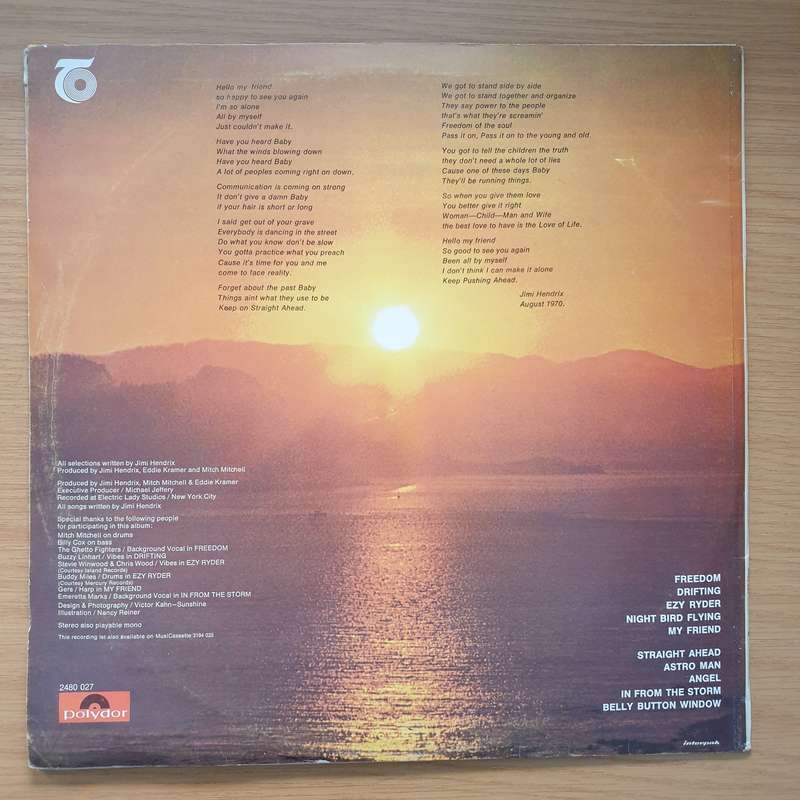 Hello my friend
so happy to see you again
I'm so alone
All by myself
Just couldn't make it.
Have you heard Baby
What the winds blowing down
Have you heard Baby
A lot of peoples coming right on down.
Communication is coming on strong
It don't give a damn Baby
if your hair is short or long
I said get out of your grave
Everybody is dancing in the street
Do what you know don't be slow
You gotta practice what you preach
Cause it's time for you and me
come to face reality.
Forget about the past Baby
Things aint what they use to be
Keep on Straight Ahead.
We got to stand side by side
We got to stand together and organize
They say power to the people
that's what they're screamin'
Freedom of the soul
Pass it on, Pass it on to the young and old.
You got to tell the children the truth
they don't need a whole lot of lies
Cause one of these days Baby
They'll be running things.
So when you give them love
You better give it right
Woman—Child—Man and Wife
the best love to have is the Love of Life.
Hello my friend
So good to see you again
Been all by myself
I don't think I can make it alone
Keep Pushing Ahead.
Jimi Hendrix
August 1970.
All selections written by Jimi Hendrix
Produced by Jimi Hendrix, Eddie Kramer and Mitch Mitchell
Produced by Jimi Hendrix, Mitch Mitchell & Eddie Kramer
Executive Producer / Michael Jeffery
Recorded at Electric Lady Studios / New York City
All songs written by Jimi Hendrix
Special thanks to the following people
for participating in this album:
Mitch Mitchell on drums
Billy Cox on bass
The Ghetto Fighters / Background Vocal in FREEDOM
Buzzy Linhart / Vibes in DRIFTING
Stevie Winwood & Chris Wood / Vibes in EZY RYDER
(Courtesy Island Records)
Buddy Miles / Drums in EZY RYDER
(Courtesy Mercury Records)
Gers / Harp in MY FRIEND
Emeretta Marks / Background Vocal in IN FROM THE STORM
Design & Photography / Victor Kahn—Sunshine
Illustration / Nancy Reiner
Stereo also playable mono
This recording ist also available on MusiCassette 3194 025
2480 027
polydor
FREEDOM
DRIFTING
EZY RYDER
NIGHT BIRD FLYING
MY FRIEND
STRAIGHT AHEAD
ASTRO MAN
ANGEL
IN FROM THE STORM
BELLY BUTTON WINDOW
interpak